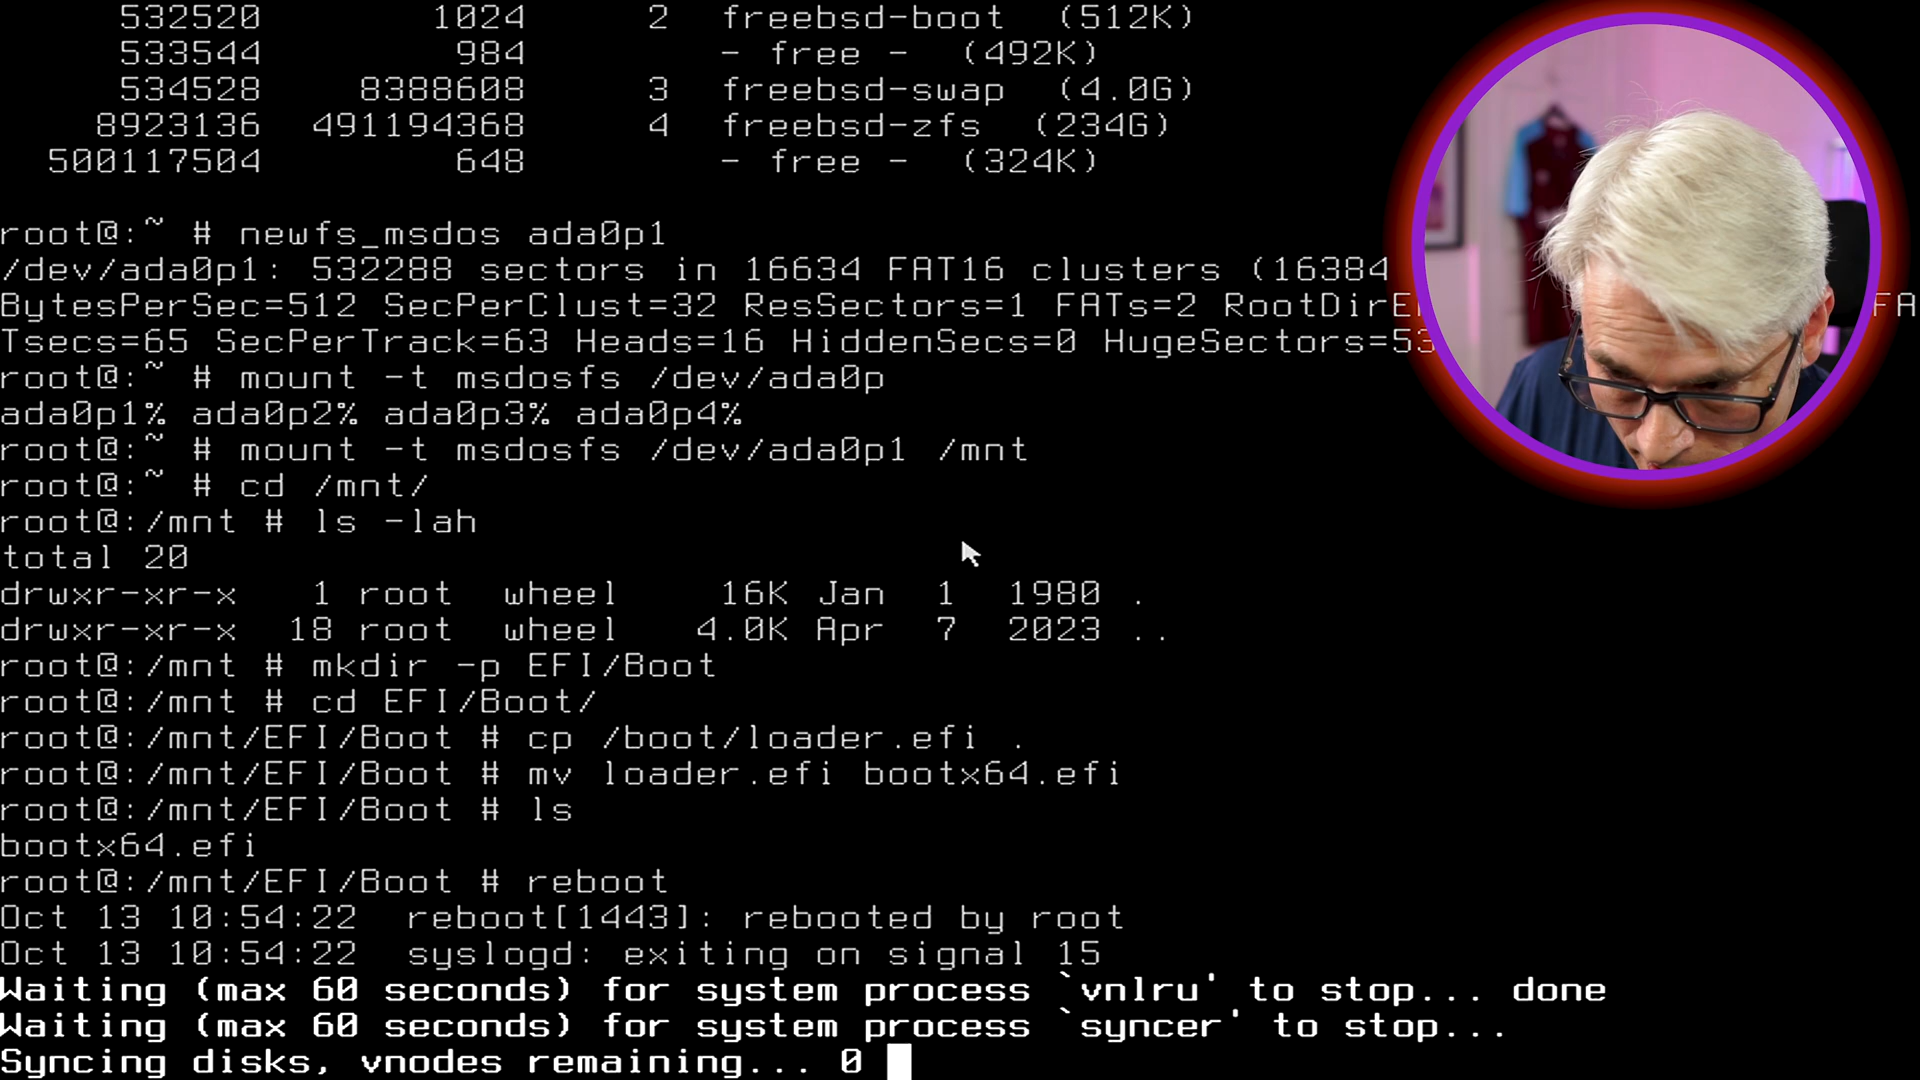 532520 1024 2 freebsd-boot (512K)
533544 984 - free - (492K)
534528 8388608 3 freebsd-swap (4.0G)
8923136 491194368 4 freebsd-zfs (234G)
500117504 648 - free - (324K)
root@:~ # newfs_msdos ada0p1
/dev/ada0p1: 532288 sectors in 16634 FAT16 clusters (16384
BytesPerSec=512 SecPerClust=32 ResSectors=1 FATs=2 FA
Tsecs=65 SecPerTrack=63 Heads=16 HiddenSecs=0
root@:~ # mount -t msdosfs /dev/ada0p
ada0p1% ada0p2% ada0p3% ada0p4%
root@:~ # mount -t msdosfs /dev/ada0p1 /mnt
root@:~ # cd /mnt/
root@:/mnt # ls -lah
total 20
drwxr-xr-x 1 root wheel 16K Jan 1 1980 .
drwxr-xr-x 18 root wheel 4.0K Apr 7 2023 ..
root@:/mnt # mkdir -p EFI/Boot
root@:/mnt # cd EFI/Boot/
root@:/mnt/EFI/Boot # cp /boot/loader.efi .
root@:/mnt/EFI/Boot # mv loader.efi bootx64.efi
root@:/mnt/EFI/Boot # ls
bootx64.efi
root@:/mnt/EFI/Boot # reboot
Oct 13 10:54:22 reboot[1443]: rebooted by root
Oct 13 10:54:22 syslogd: exiting on signal 15
Waiting (max 60 seconds) for system process `vnlru' to stop... done
Waiting (max 60 seconds) for system process `syncer' to stop...
Syncing disks, vnodes remaining... 0